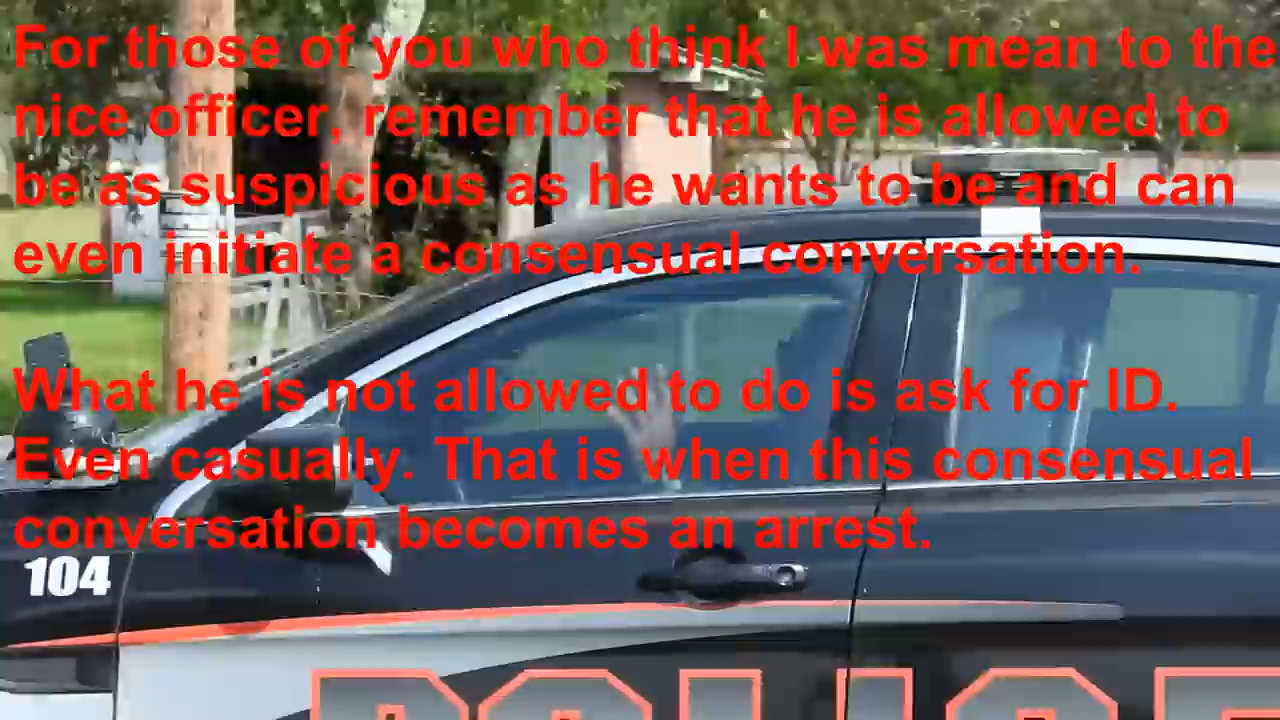 For those of you who think I was mean to the
nice officer, remember that he is allowed to
be as suspicious as he wants to be and can
even initiate a consensual conversation.
What he is not allowed to do is ask for ID.
Even casually. That is when this consensual
conversation becomes an arrest.
104
POLICE